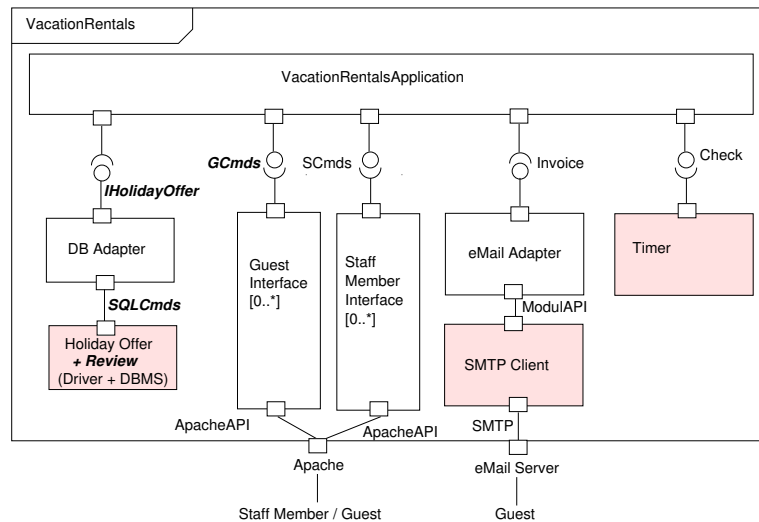 VacationRentals
VacationRentalsApplication
GCmds
SCmds
Invoice
Check
IHolidayOffer
DB Adapter
Guest
Interface
[0..*]
Staff
Member
Interface
[0..*]
eMail Adapter
Timer
SQLCmds
ModulAPI
Holiday Offer
+ Review
(Driver + DBMS)
SMTP Client
ApacheAPI
ApacheAPI
SMTP
Apache
eMail Server
Staff Member / Guest
Guest